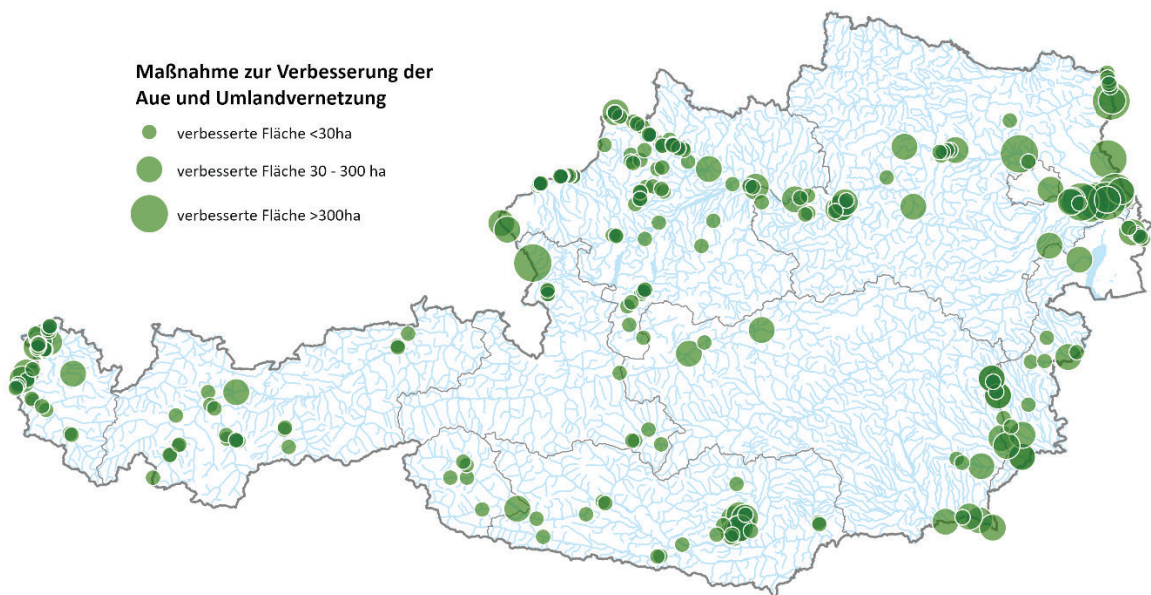 Maßnahme zur Verbesserung der
Aue und Umlandvernetzung
verbesserte Fläche <30ha
verbesserte Fläche 30 - 300 ha
verbesserte Fläche >300ha